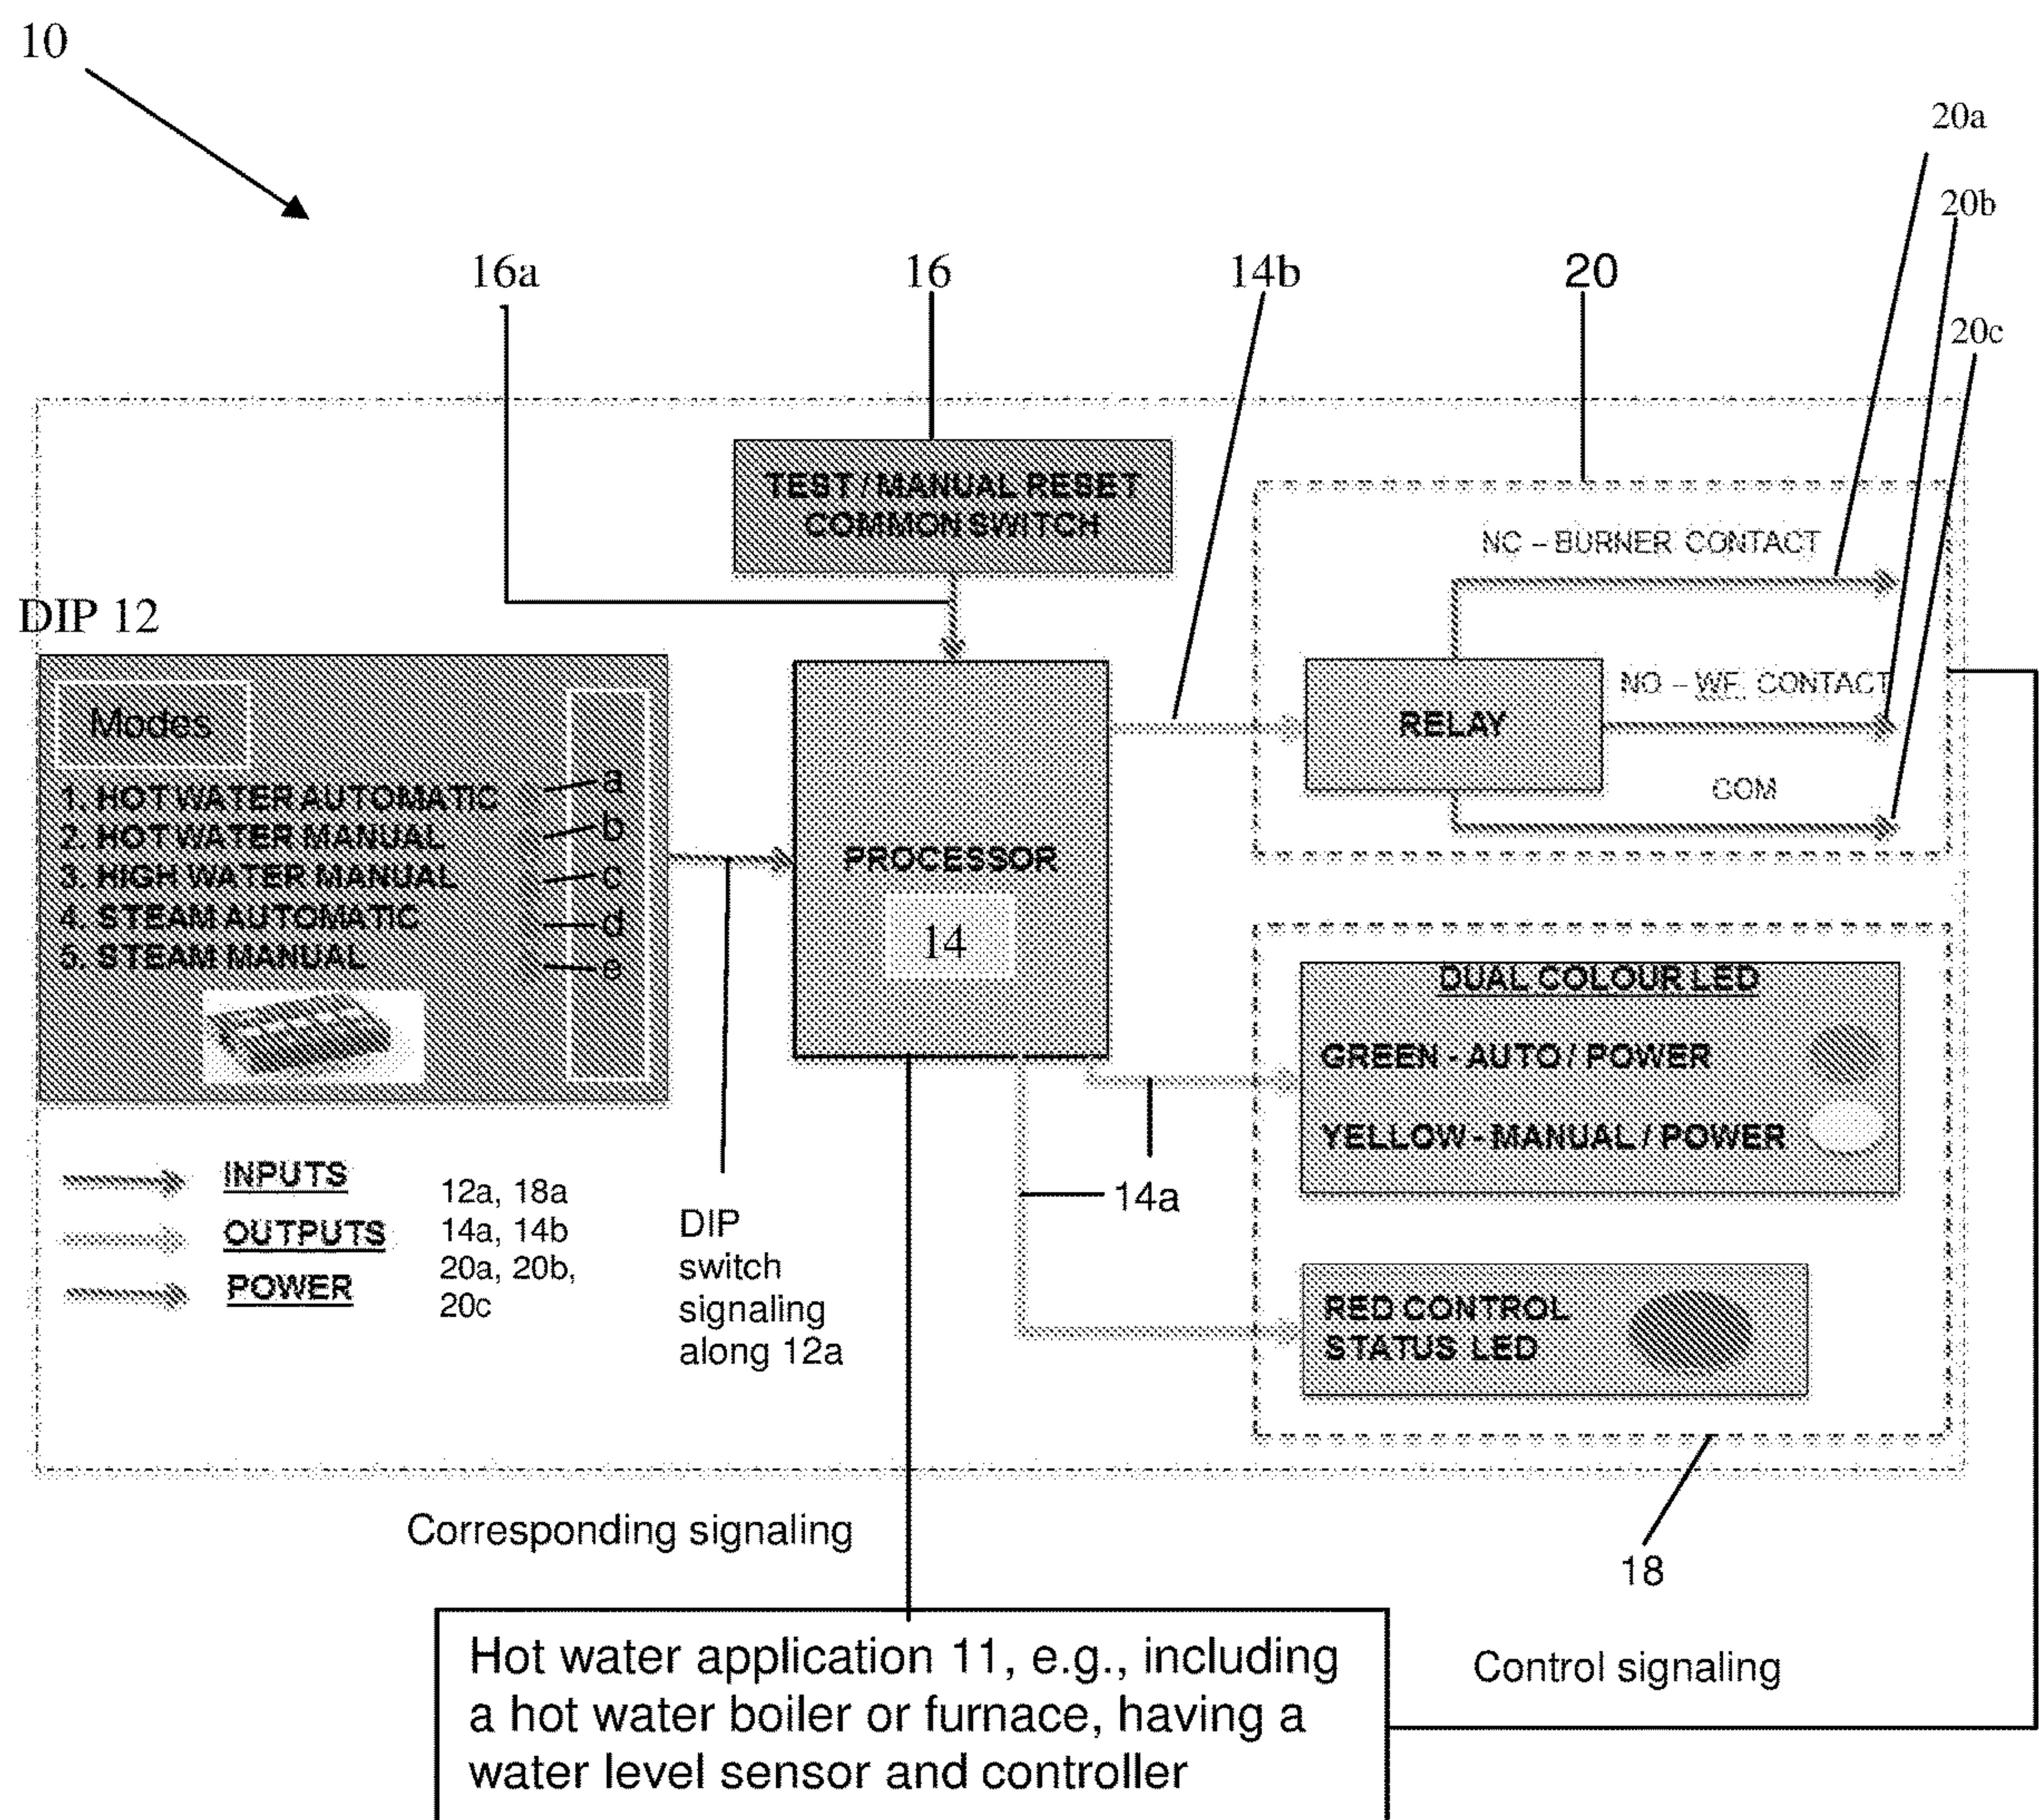 10
20a
20b
20c
16a
16
14b
20
TEST / MANUAL RESET
COMMON SWITCH
NC – BURNER CONTACT
DIP 12
Modes
1. HOT WATER AUTOMATIC
2. HOT WATER MANUAL
3. HIGH WATER MANUAL
4. STEAM AUTOMATIC
5. STEAM MANUAL
a
b
c
d
e
PROCESSOR
14
RELAY
NO – WF CONTACT
COM
DUAL COLOUR LED
GREEN - AUTO / POWER
YELLOW - MANUAL / POWER
14a
RED CONTROL
STATUS LED
18
INPUTS
OUTPUTS
POWER
12a, 18a
14a, 14b
20a, 20b,
20c
DIP
switch
signaling
along 12a
Corresponding signaling
Hot water application 11, e.g., including
a hot water boiler or furnace, having a
water level sensor and controller
Control signaling